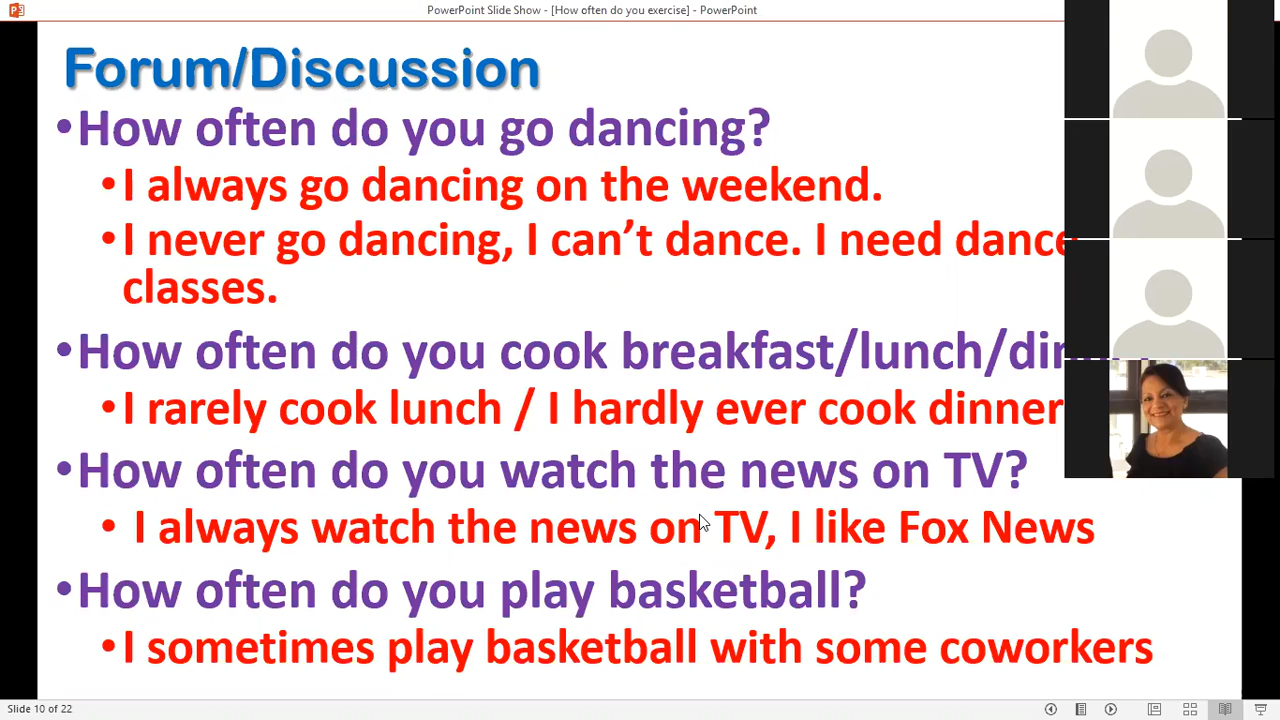 PowerPoint Slide Show - [How often do you exercise] - PowerPoint
Forum/Discussion
•How often do you go dancing?
•I always go dancing on the weekend.
•I never go dancing, I can't dance. I need dance
classes.
•How often do you cook breakfast/lunch/
•I rarely cook lunch / I hardly ever cook dinner
•How often do you watch the news on TV?
• I always watch the news on TV, I like Fox News
•How often do you play basketball?
•I sometimes play basketball with some coworkers
Slide 10 of 22